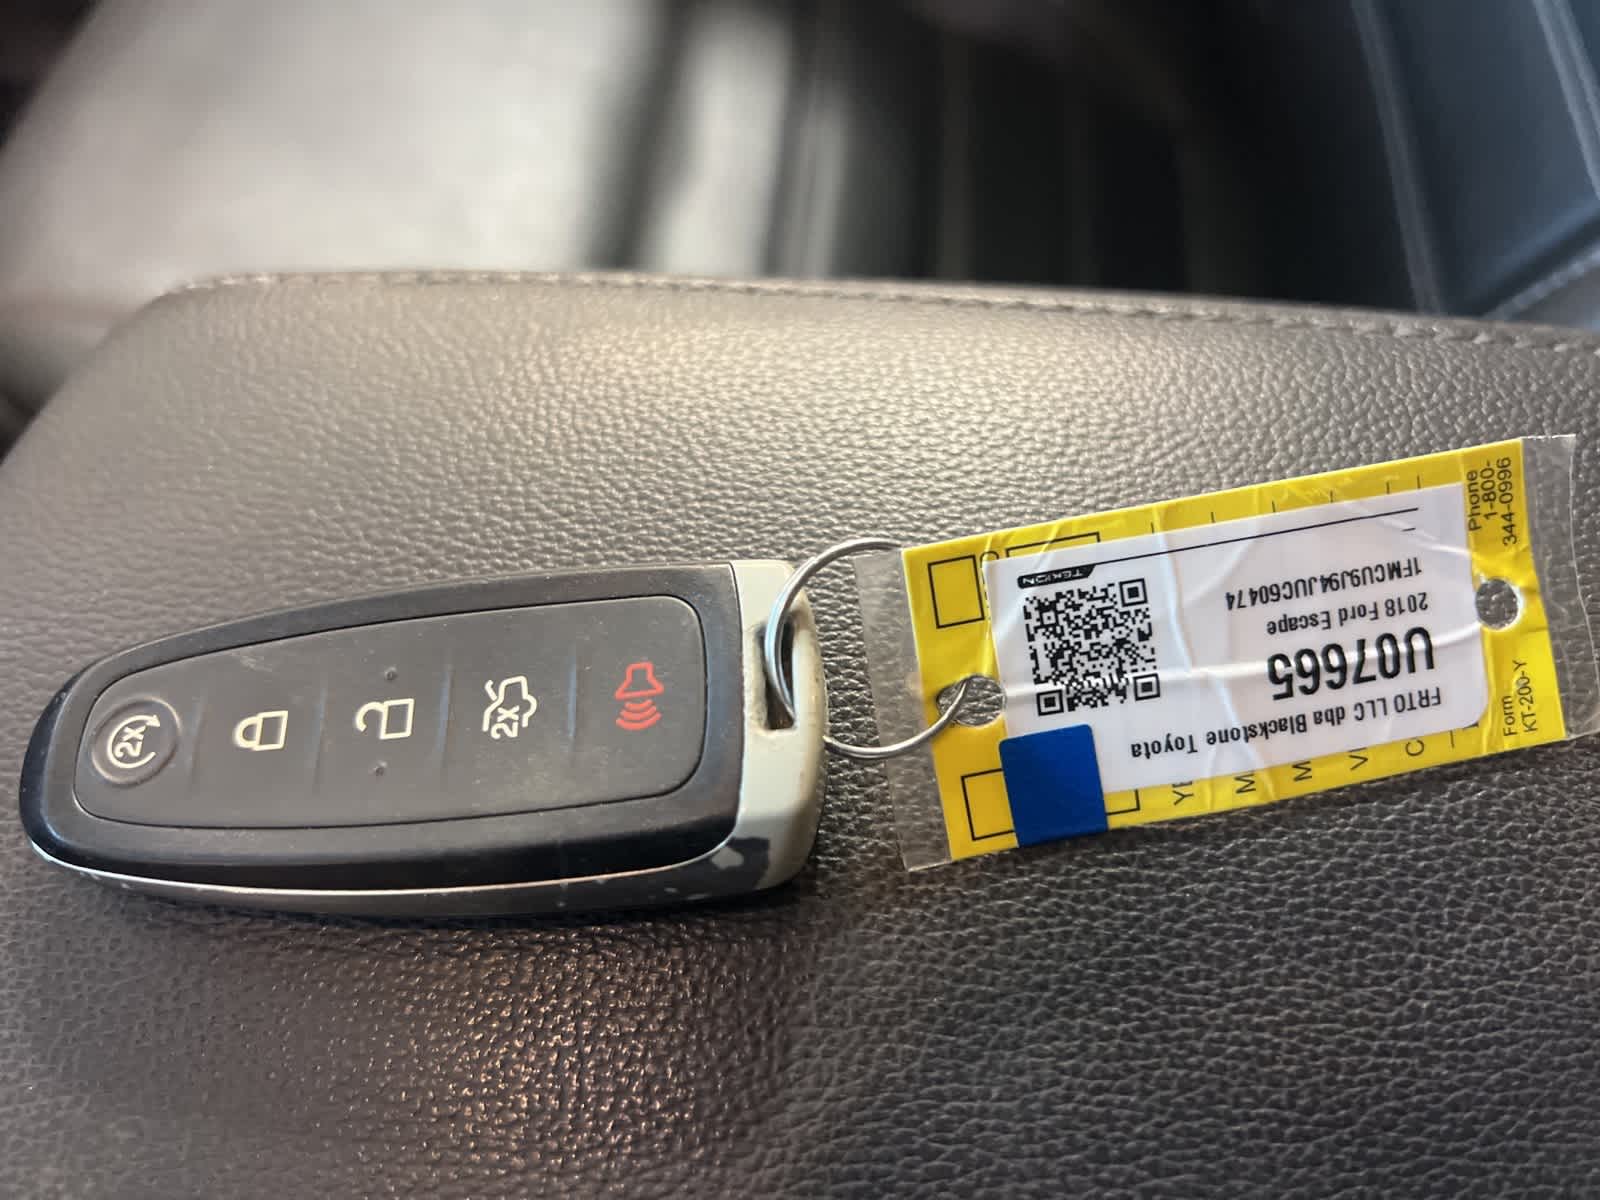 2x
2x
FRTO LLC dba Blackstone Toyota
U07665
2018 Ford Escape
1FMCU9J94JUC60474
TEKION
Phone
1-800-
344-0996
Form
KT-200-Y